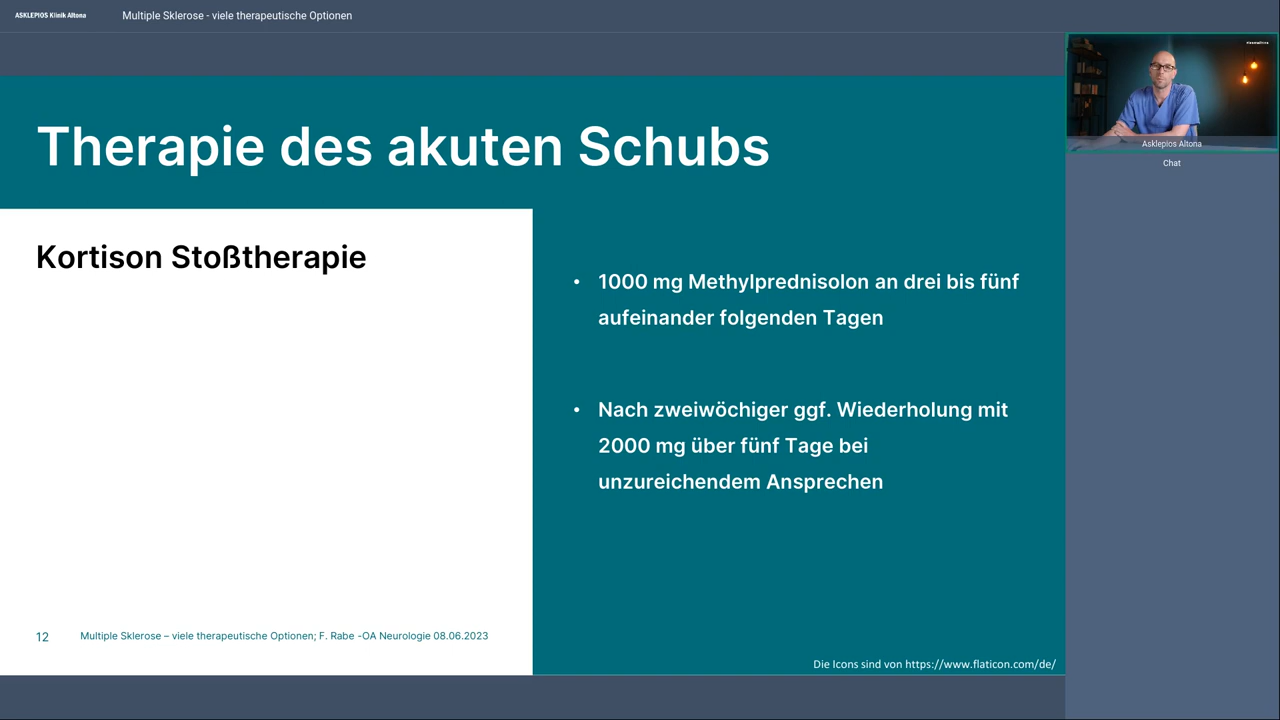 ASKLEPIOS Klinik Altona
Multiple Sklerose - viele therapeutische Optionen
Therapie des akuten Schubs
Kortison Stoßtherapie
• 1000 mg Methylprednisolon an drei bis fünf
aufeinander folgenden Tagen
• Nach zweiwöchiger ggf. Wiederholung mit
2000 mg über fünf Tage bei
unzureichendem Ansprechen
12
Multiple Sklerose – viele therapeutische Optionen; F. Rabe -OA Neurologie 08.06.2023
Die Icons sind von https://www.flaticon.com/de/
Asklepios Altona
Chat